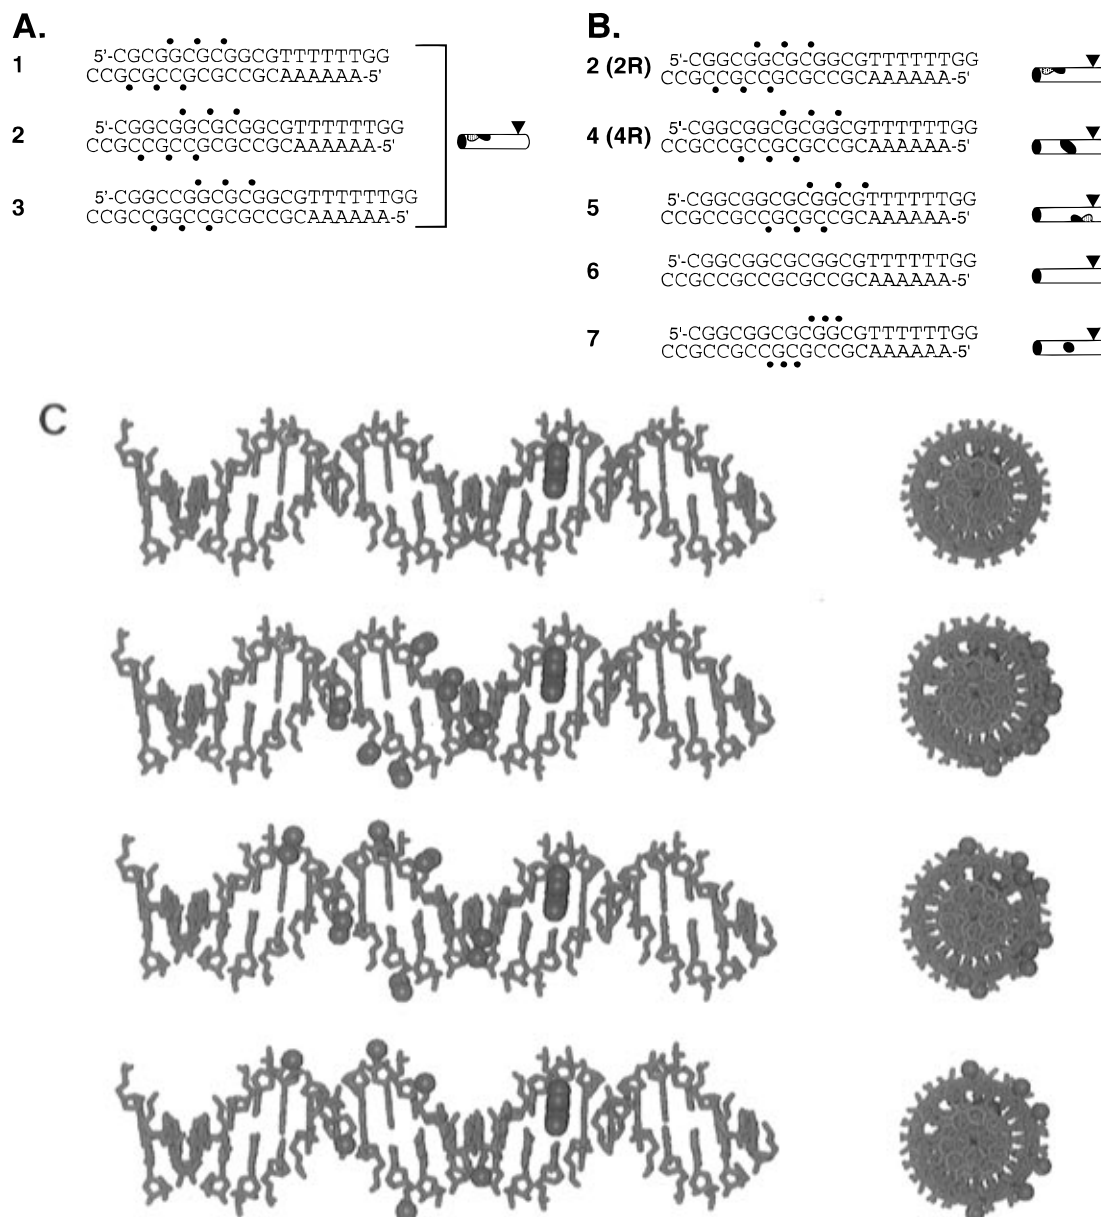 A.
1
5'-CGCGGCGCGGCGTTTTTTGG
CCGCGCCGCGCCGCAAAAAA-5'
2
5'-CGGCGGCGCGGCGTTTTTTGG
CCGCCGCCGCGCCGCAAAAAA-5'
3
5'-CGGCCGGCGCGGCGTTTTTTGG
CCGCCGGCCGCGCCGCAAAAAA-5'
B.
2 (2R)
5'-CGGCGGCGCGGCGTTTTTTGG
CCGCCGCCGCGCCGCAAAAAA-5'
4 (4R)
5'-CGGCGGCGCGGCGTTTTTTGG
CCGCCGCCGCGCCGCAAAAAA-5'
5
5'-CGGCGGCGCGGCGTTTTTTGG
CCGCCGCCGCGCCGCAAAAAA-5'
6
5'-CGGCGGCGCGGCGTTTTTTGG
CCGCCGCCGCGCCGCAAAAAA-5'
7
5'-CGGCGGCGCGGCGTTTTTTGG
CCGCCGCCGCGCCGCAAAAAA-5'
C